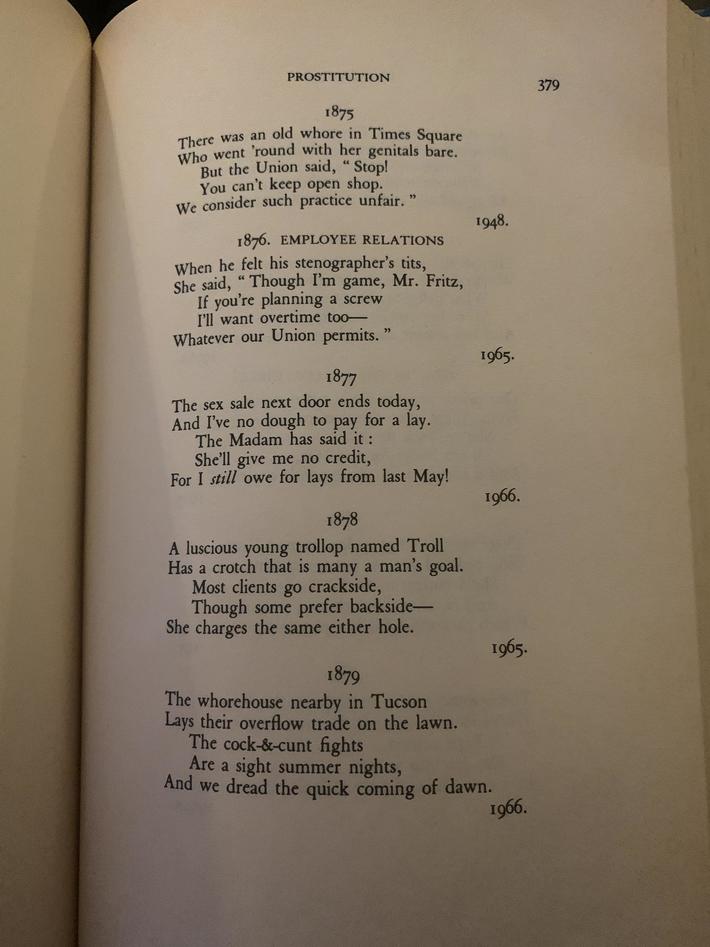 PROSTITUTION 379
1875
There was an old whore in Times Square
Who went 'round with her genitals bare.
But the Union said, “ Stop!
You can't keep open shop.
We consider such practice unfair. ”
1948.
1876. EMPLOYEE RELATIONS
When he felt his stenographer's tits,
She said, “ Though I'm game, Mr. Fritz,
If you're planning a screw
I'll want overtime too—
Whatever our Union permits. ”
1965.
1877
The sex sale next door ends today,
And I've no dough to pay for a lay.
The Madam has said it :
She'll give me no credit,
For I still owe for lays from last May!
1966.
1878
A luscious young trollop named Troll
Has a crotch that is many a man's goal.
Most clients go crackside,
Though some prefer backside—
She charges the same either hole.
1965.
1879
The whorehouse nearby in Tucson
Lays their overflow trade on the lawn.
The cock-&-cunt fights
Are a sight summer nights,
And we dread the quick coming of dawn.
1966.